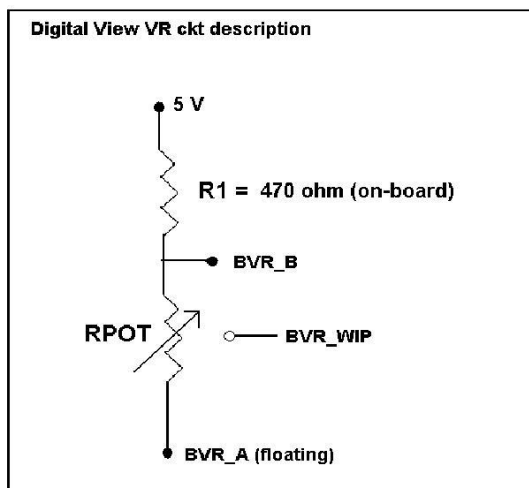 Digital View VR ckt description
5 V
R1 = 470 ohm (on-board)
BVR_B
RPOT
BVR_WIP
BVR_A (floating)